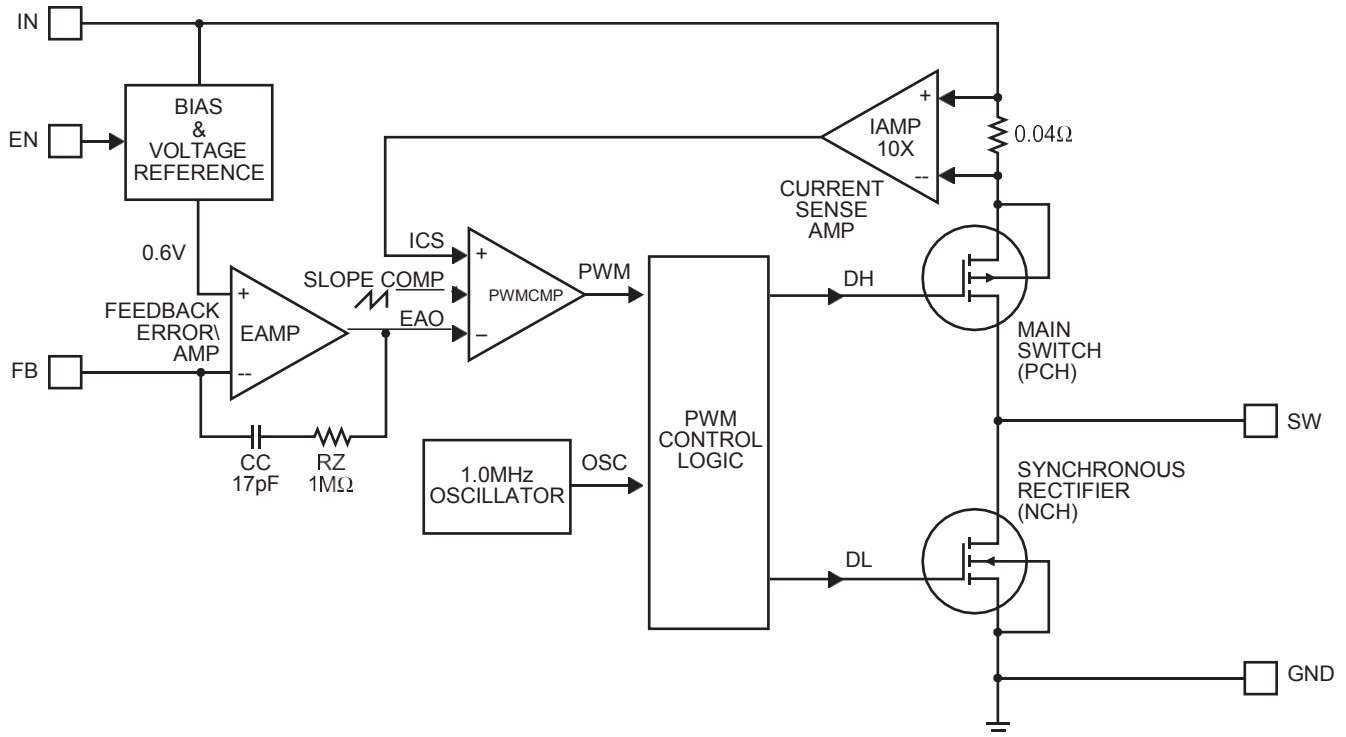 IN
BIAS
&
VOLTAGE
REFERENCE
EN
0.6V
FEEDBACK
ERROR\
AMP
FB
+
EAMP
--
CC
17pF
RZ
1MΩ
ICS
SLOPE COMP
EAO
+
PWMCMP
–
PWM
+
IAMP
10X
--
0.04Ω
CURRENT
SENSE
AMP
1.0MHz
OSCILLATOR
OSC
PWM
CONTROL
LOGIC
DH
DL
MAIN
SWITCH
(PCH)
SW
SYNCHRONOUS
RECTIFIER
(NCH)
GND